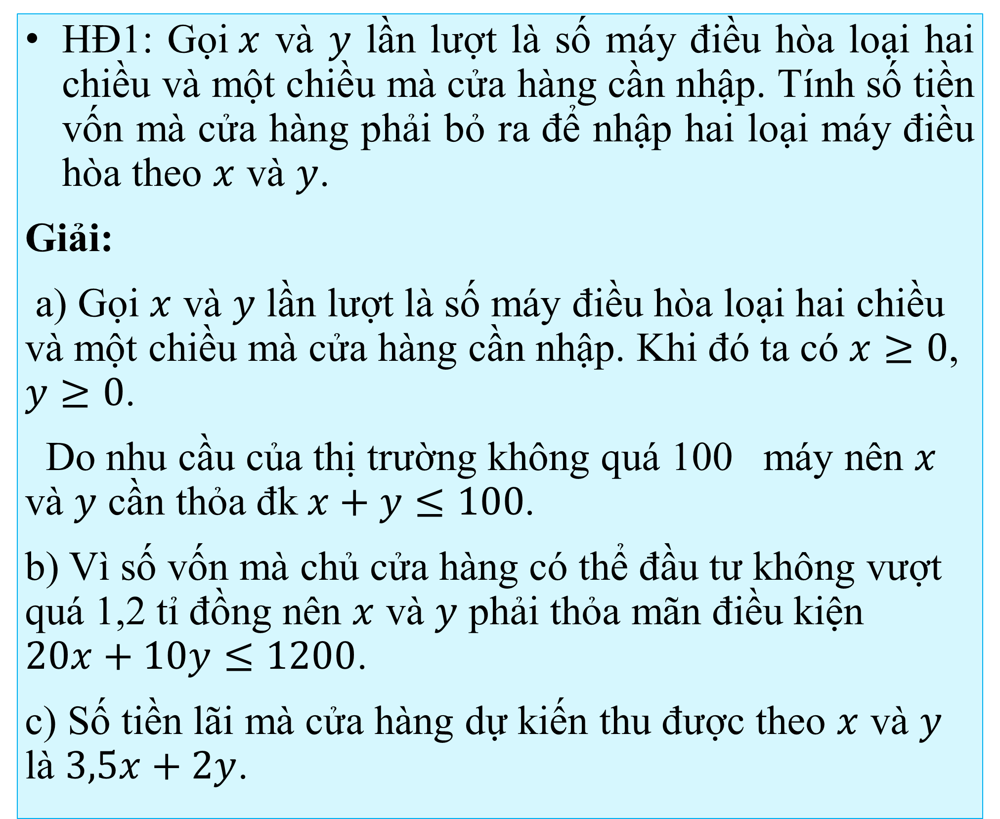 • HĐ1: Gọi x và y lần lượt là số máy điều hòa loại hai
chiều và một chiều mà cửa hàng cần nhập. Tính số tiền
vốn mà cửa hàng phải bỏ ra để nhập hai loại máy điều
hòa theo x và y.
Giải:
a) Gọi x và y lần lượt là số máy điều hòa loại hai chiều
và một chiều mà cửa hàng cần nhập. Khi đó ta có x ≥ 0,
y ≥ 0.
Do nhu cầu của thị trường không quá 100 máy nên x
và y cần thỏa đk x + y ≤ 100.
b) Vì số vốn mà chủ cửa hàng có thể đầu tư không vượt
quá 1,2 tỉ đồng nên x và y phải thỏa mãn điều kiện
20x + 10y ≤ 1200.
c) Số tiền lãi mà cửa hàng dự kiến thu được theo x và y
là 3,5x + 2y.